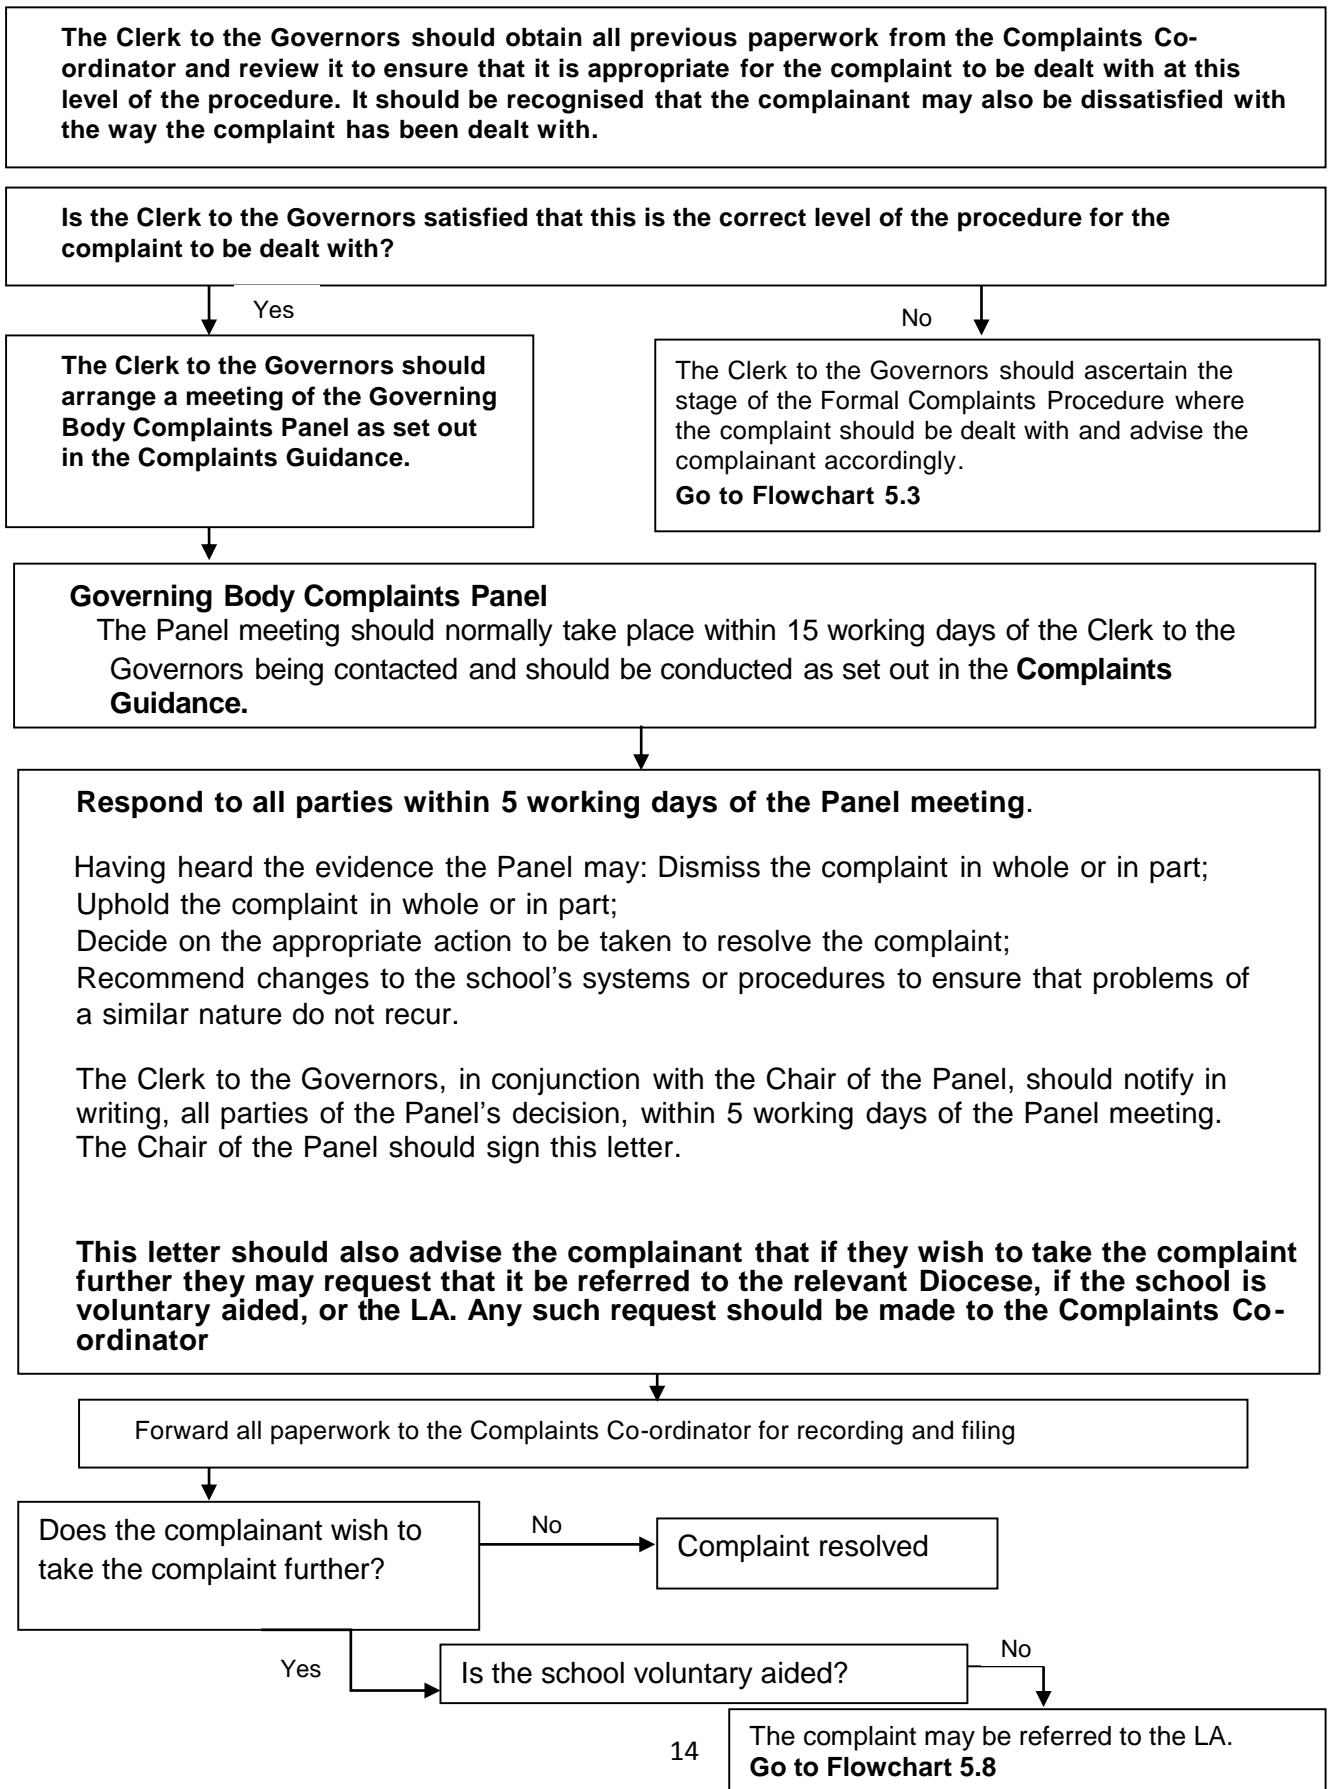 The Clerk to the Governors should obtain all previous paperwork from the Complaints Co-
ordinator and review it to ensure that it is appropriate for the complaint to be dealt with at this
level of the procedure. It should be recognised that the complainant may also be dissatisfied with
the way the complaint has been dealt with.
Is the Clerk to the Governors satisfied that this is the correct level of the procedure for the
complaint to be dealt with?
Yes
No
The Clerk to the Governors should
arrange a meeting of the Governing
Body Complaints Panel as set out
in the Complaints Guidance.
The Clerk to the Governors should ascertain the
stage of the Formal Complaints Procedure where
the complaint should be dealt with and advise the
complainant accordingly.
Go to Flowchart 5.3
Governing Body Complaints Panel
The Panel meeting should normally take place within 15 working days of the Clerk to the
Governors being contacted and should be conducted as set out in the Complaints
Guidance.
Respond to all parties within 5 working days of the Panel meeting.
Having heard the evidence the Panel may: Dismiss the complaint in whole or in part;
Uphold the complaint in whole or in part;
Decide on the appropriate action to be taken to resolve the complaint;
Recommend changes to the school's systems or procedures to ensure that problems of
a similar nature do not recur.
The Clerk to the Governors, in conjunction with the Chair of the Panel, should notify in
writing, all parties of the Panel's decision, within 5 working days of the Panel meeting.
The Chair of the Panel should sign this letter.
This letter should also advise the complainant that if they wish to take the complaint
further they may request that it be referred to the relevant Diocese, if the school is
voluntary aided, or the LA. Any such request should be made to the Complaints Co-
ordinator
Forward all paperwork to the Complaints Co-ordinator for recording and filing
Does the complainant wish to
take the complaint further?
No
Complaint resolved
Yes
Is the school voluntary aided?
No
The complaint may be referred to the LA.
Go to Flowchart 5.8
14